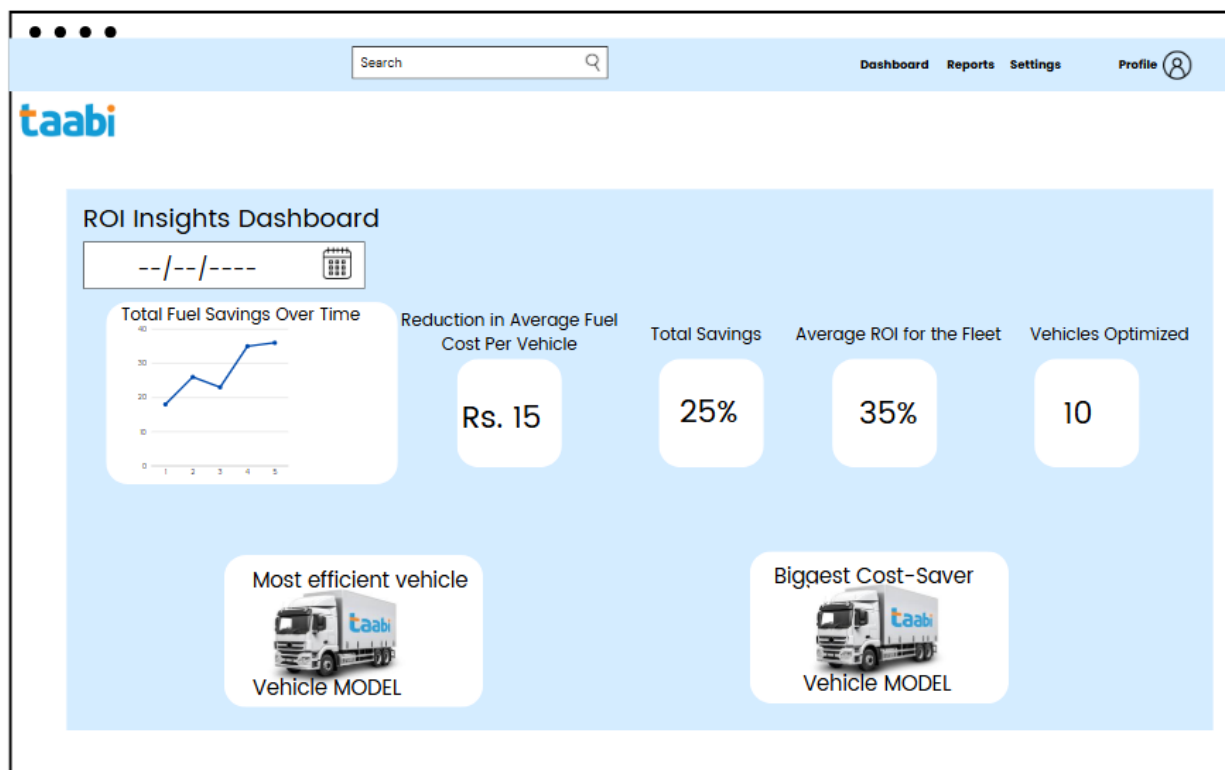 Search
Dashboard Reports Settings Profile
taabi
ROI Insights Dashboard
--/--/----
Total Fuel Savings Over Time
40
30
20
10
0
1 2 3 4 5
Reduction in Average Fuel
Cost Per Vehicle
Rs. 15
Total Savings
25%
Average ROI for the Fleet
35%
Vehicles Optimized
10
Most efficient vehicle
taabi
Vehicle MODEL
Biggest Cost-Saver
taabi
Vehicle MODEL